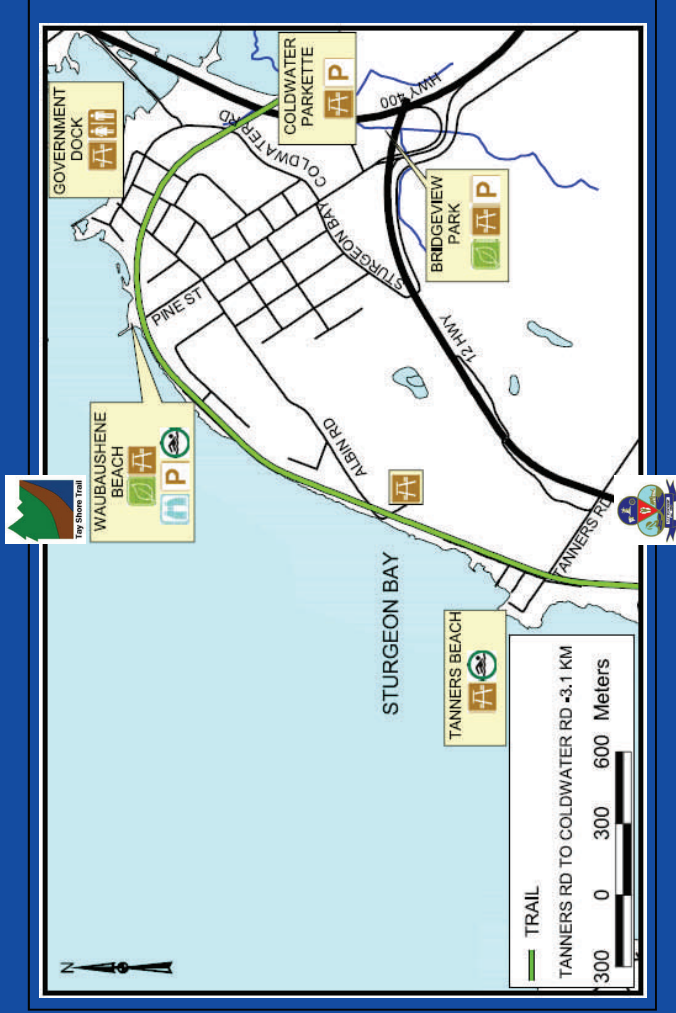 GOVERNMENT
DOCK
COLDWATER
PARKETTE
P
HWY 400
COLDWATER RD
BRIDGEVIEW
PARK
P
STURGEON BAY
PINE ST
12 HWY
WAUBAUSHENE
BEACH
P
ALBIN RD
Tay Shore Trail
TANNERS RD
STURGEON BAY
TANNERS BEACH
N
TRAIL
TANNERS RD TO COLDWATER RD -3.1 KM
300 0 300 600 Meters